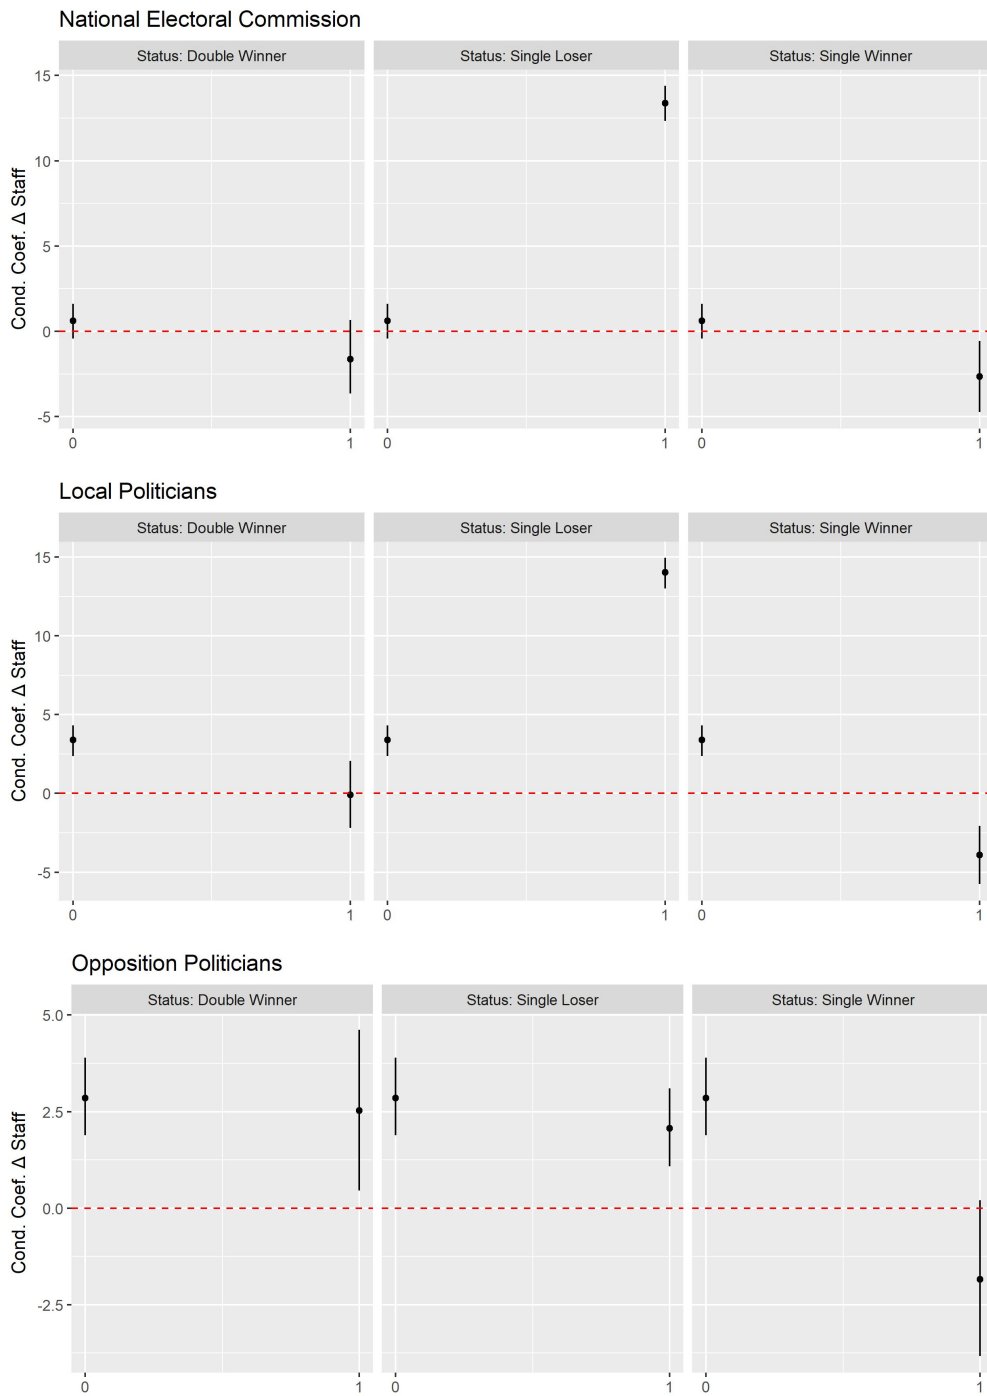 National Electoral Commission
Status: Double Winner
Status: Single Loser
Status: Single Winner
Cond. Coef. Δ Staff
15
10
5
0
-5
0
1
0
1
0
1
Local Politicians
Status: Double Winner
Status: Single Loser
Status: Single Winner
Cond. Coef. Δ Staff
15
10
5
0
-5
0
1
0
1
0
1
Opposition Politicians
Status: Double Winner
Status: Single Loser
Status: Single Winner
Cond. Coef. Δ Staff
5.0
2.5
0.0
-2.5
0
1
0
1
0
1